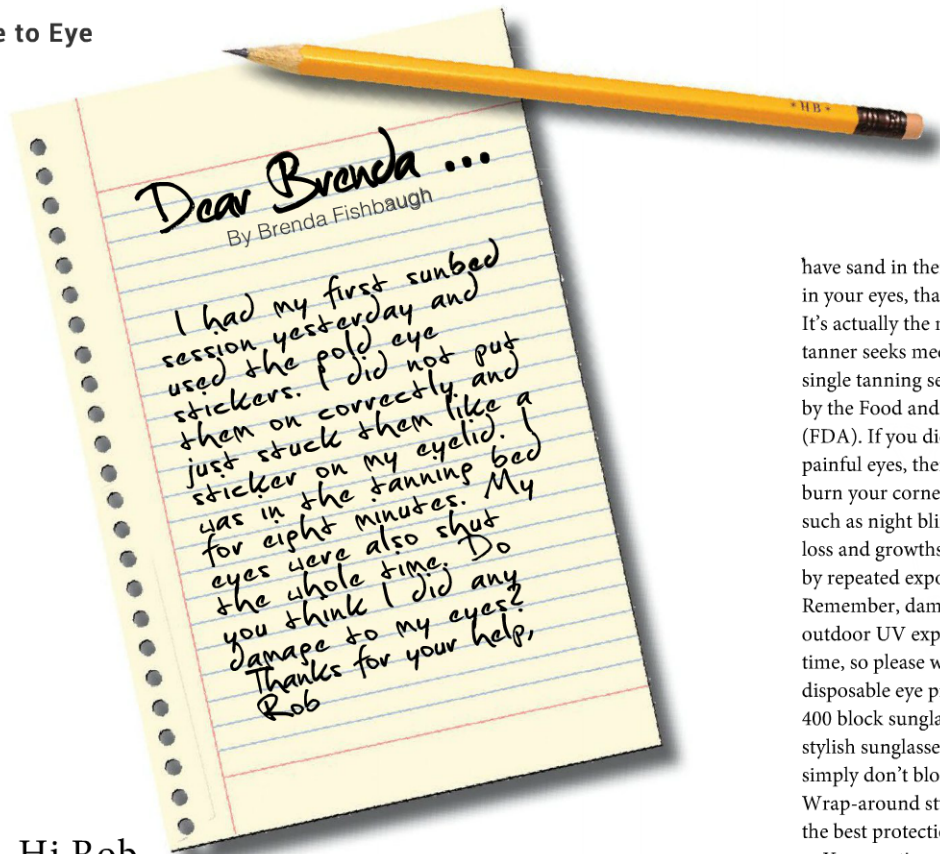 e to Eye
*HB*
Dear Brenda ...
By Brenda Fishbaugh
I had my first sunbed
session yesterday and
used the gold eye
stickers. I did not put
them on correctly and
just stuck them like a
sticker on my eyelid. I
was in the tanning bed
for eight minutes. My
eyes were also shut
the whole time. Do
you think I did any
damage to my eyes?
Thanks for your help,
Rob
Hi Rob
have sand in the
in your eyes, tha
It's actually the
tanner seeks med
single tanning se
by the Food and
(FDA). If you di
painful eyes, the
burn your corne
such as night bli
loss and growths
by repeated expo
Remember, dam
outdoor UV exp
time, so please w
disposable eye p
400 block sungla
stylish sunglasse
simply don't blo
Wrap-around st
the best protectio